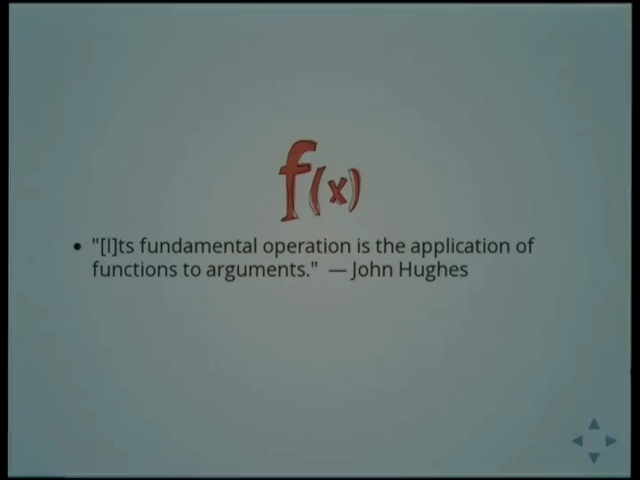 f(x)
• "[I]ts fundamental operation is the application of
functions to arguments." — John Hughes